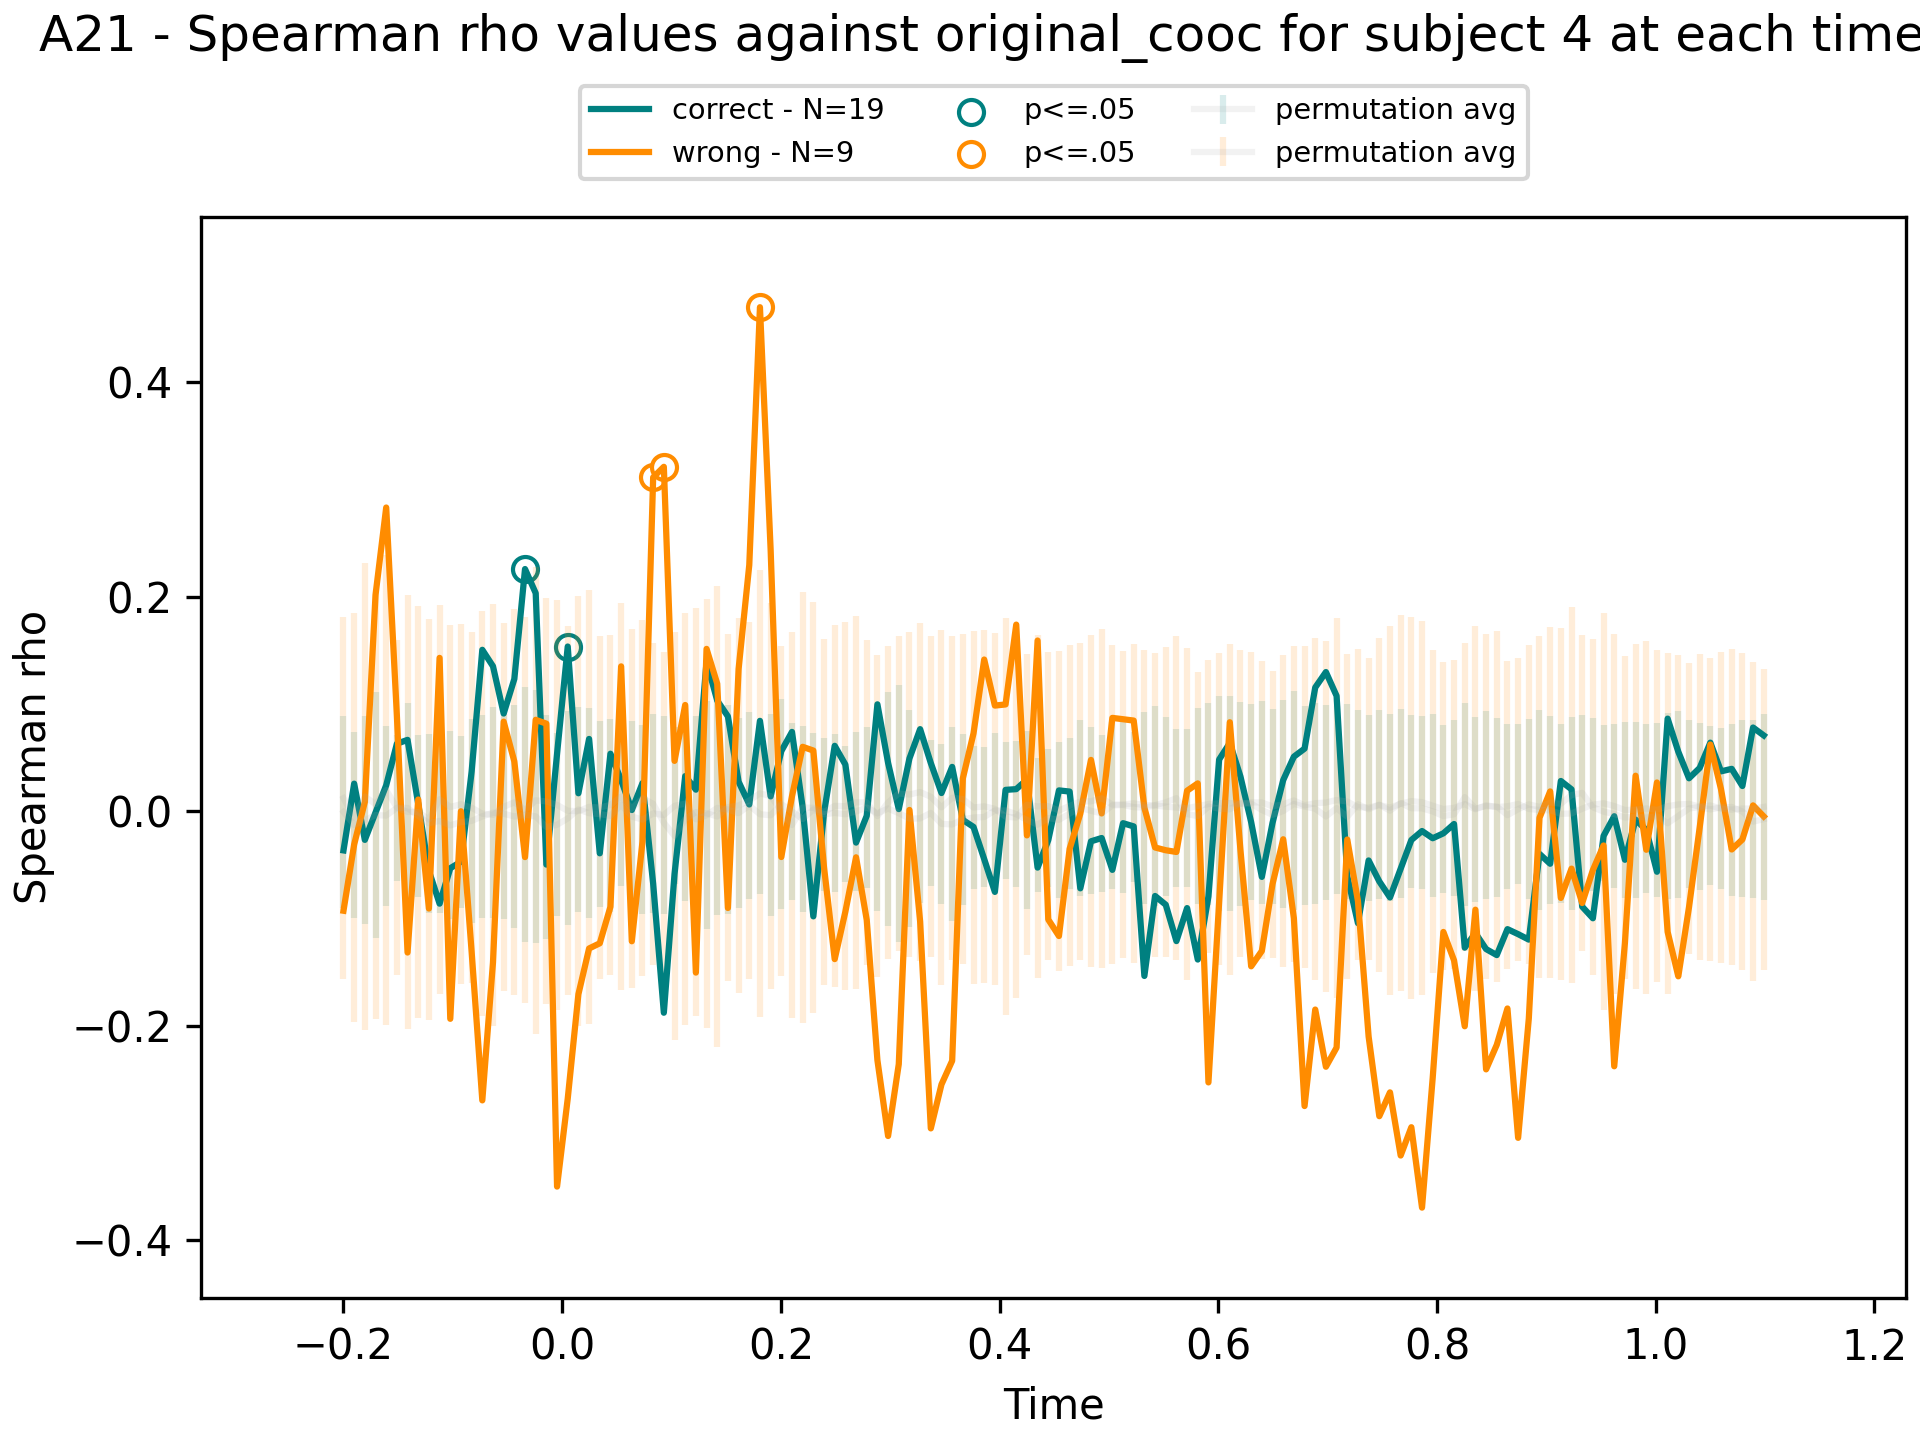 A21 - Spearman rho values against original_cooc for subject 4 at each time
correct - N=19
wrong - N=9
p<=.05
p<=.05
permutation avg
permutation avg
Spearman rho
0.4
0.2
0.0
−0.2
−0.4
−0.2
0.0
0.2
0.4
0.6
0.8
1.0
1.2
Time